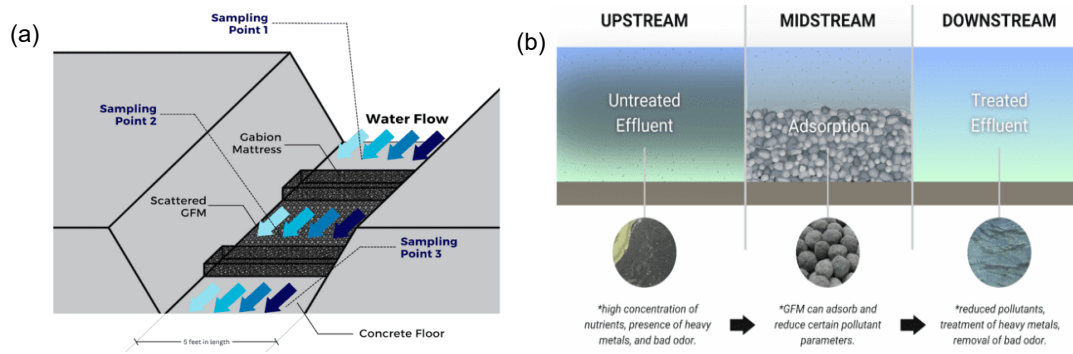 (a)
Sampling
Point 1
Sampling
Point 2
Water Flow
Gabion
Mattress
Scattered
GFM
Sampling
Point 3
Concrete Floor
5 feet in length
(b)
UPSTREAM
MIDSTREAM
DOWNSTREAM
Untreated
Effluent
Adsorption
Treated
Effluent
*high concentration of
nutrients, presence of heavy
metals, and bad odor.
*GFM can adsorb and
reduce certain pollutant
parameters.
*reduced pollutants,
treatment of heavy metals,
removal of bad odor.